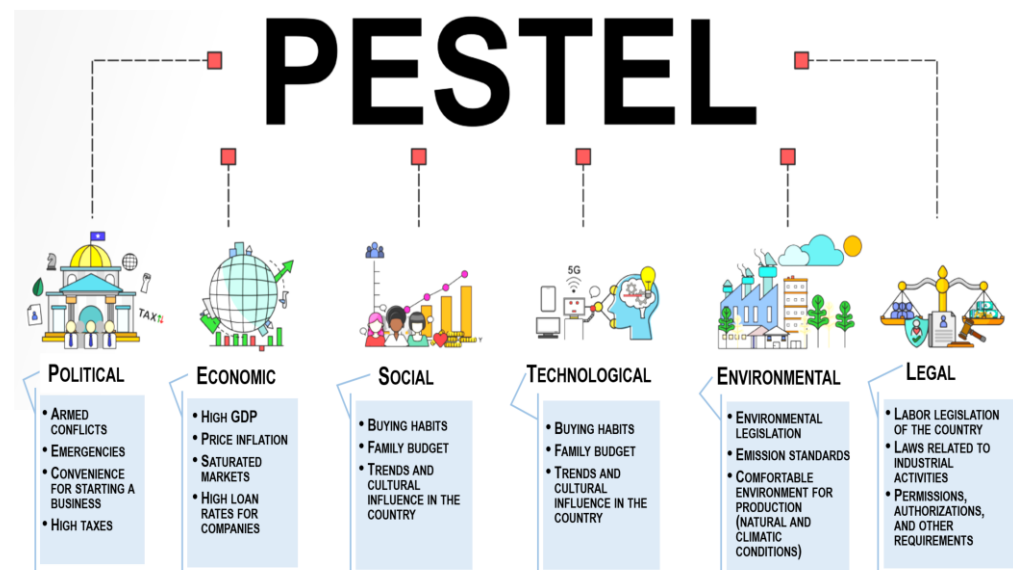 PESTEL
5G
TAX
Y
POLITICAL
• ARMED
CONFLICTS
• EMERGENCIES
• CONVENIENCE
FOR STARTING A
BUSINESS
• HIGH TAXES
ECONOMIC
• HIGH GDP
• PRICE INFLATION
• SATURATED
MARKETS
• HIGH LOAN
RATES FOR
COMPANIES
SOCIAL
• BUYING HABITS
• FAMILY BUDGET
• TRENDS AND
CULTURAL
INFLUENCE IN THE
COUNTRY
TECHNOLOGICAL
• BUYING HABITS
• FAMILY BUDGET
• TRENDS AND
CULTURAL
INFLUENCE IN THE
COUNTRY
ENVIRONMENTAL
• ENVIRONMENTAL
LEGISLATION
• EMISSION STANDARDS
• COMFORTABLE
ENVIRONMENT FOR
PRODUCTION
(NATURAL AND
CLIMATIC
CONDITIONS)
LEGAL
• LABOR LEGISLATION
OF THE COUNTRY
• LAWS RELATED TO
INDUSTRIAL
ACTIVITIES
• PERMISSIONS,
AUTHORIZATIONS,
AND OTHER
REQUIREMENTS